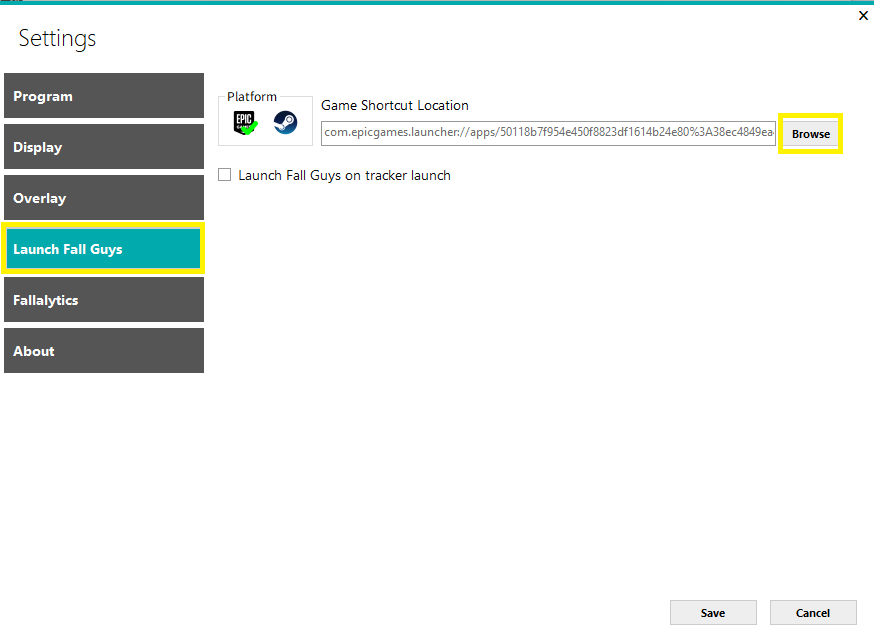 Settings
Program
Display
Overlay
Launch Fall Guys
Fallalytics
About
Platform
EPIC
GAMES
Game Shortcut Location
com.epicgames.launcher://apps/50118b7f954e450f8823df1614b24e80%3A38ec4849ea
Browse
Launch Fall Guys on tracker launch
Save
Cancel